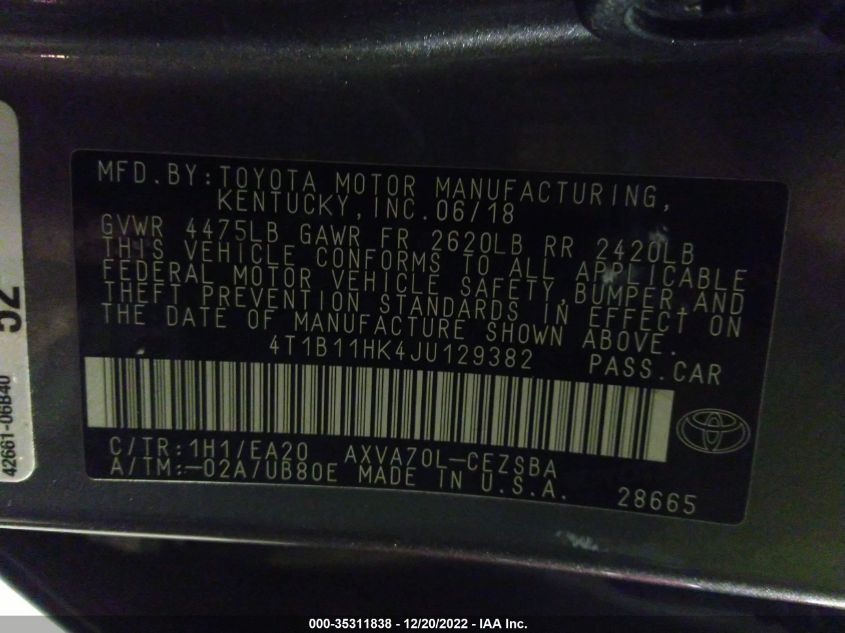 MFD.BY:TOYOTA MOTOR MANUFACTURING,
KENTUCKY,INC.06/18
GVWR 4475LB GAWR FR 2620LB RR 2420LB
THIS VEHICLE CONFORMS TO ALL APPLICABLE
FEDERAL MOTOR VEHICLE SAFETY,BUMPER,AND
THEFT PREVENTION STANDARDS IN EFFECT ON
THE DATE OF MANUFACTURE SHOWN ABOVE.
4T1B11HK4JU129382 PASS.CAR
C/TR:1H1/EA20 AXVA70L-CEZSBA
A/TM:-02A/UB80E MADE IN U.S.A. 28665
52
42661-06B40
000-35311838 - 12/20/2022 - IAA Inc.